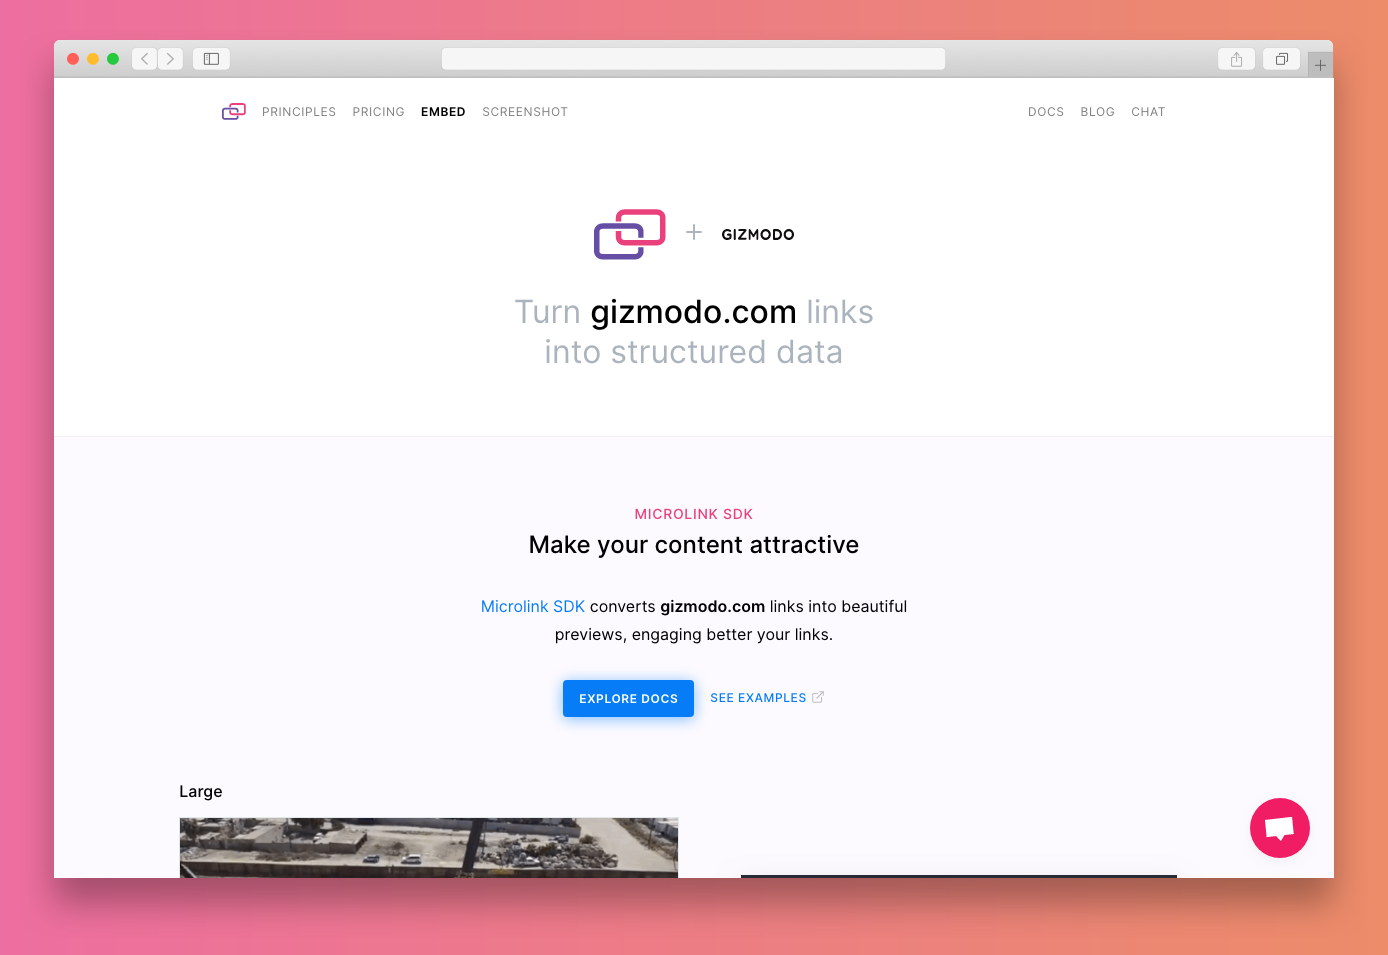 PRINCIPLES PRICING EMBED SCREENSHOT DOCS BLOG CHAT
GIZMODO
Turn gizmodo.com links
into structured data
MICROLINK SDK
Make your content attractive
Microlink SDK converts gizmodo.com links into beautiful
previews, engaging better your links.
EXPLORE DOCS SEE EXAMPLES
Large